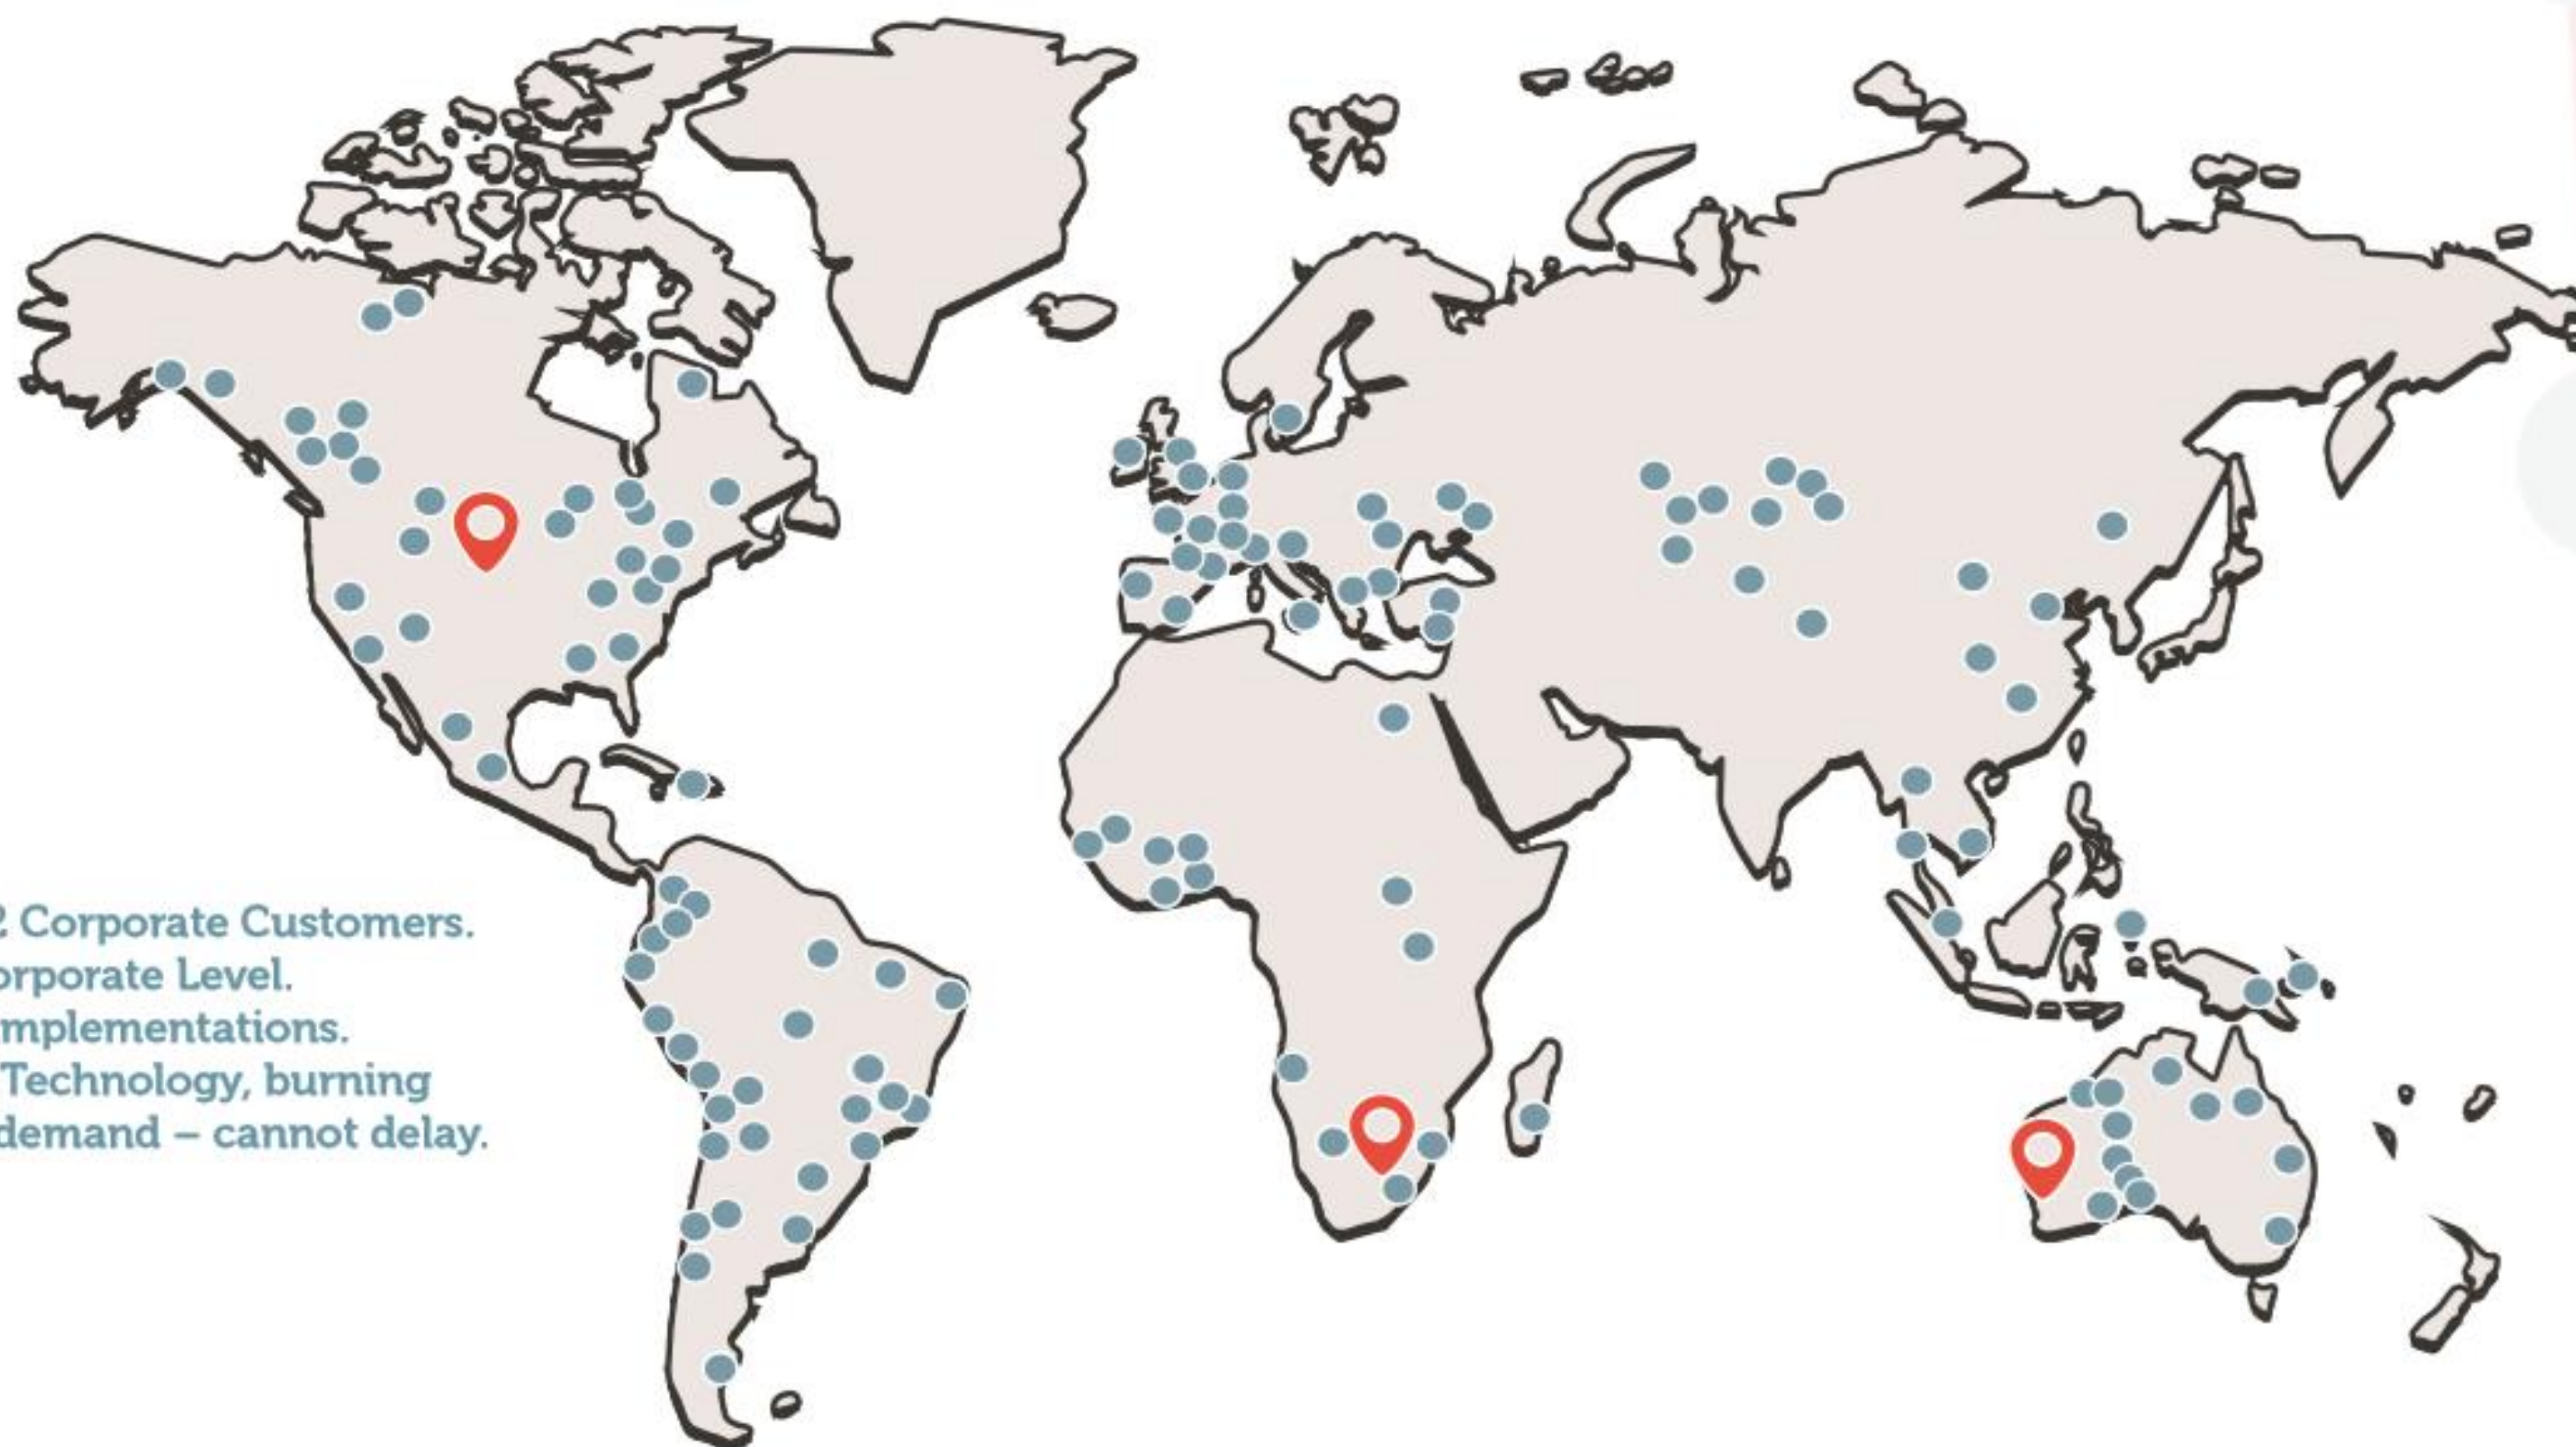 2 Corporate Customers.
orporate Level.
mplementations.
Technology, burning
demand – cannot delay.